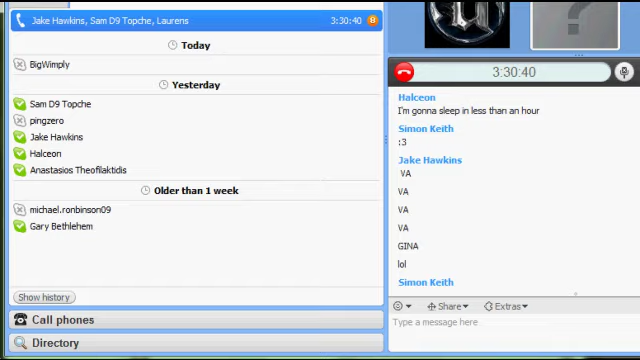 Jake Hawkins, Sam D9 Topche, Laurens 3:30:40 8
Today
BigWimply
Yesterday
Sam D9 Topche
pingzero
Jake Hawkins
Halceon
Anastasios Theofilaktidis
Older than 1 week
michael.ronbinson09
Gary Bethlehem
Show history
Call phones
Directory
?
3:30:40
Halceon
I'm gonna sleep in less than an hour
Simon Keith
:3
Jake Hawkins
VA
VA
VA
VA
GINA
lol
Simon Keith
Share Extras
Type a message here